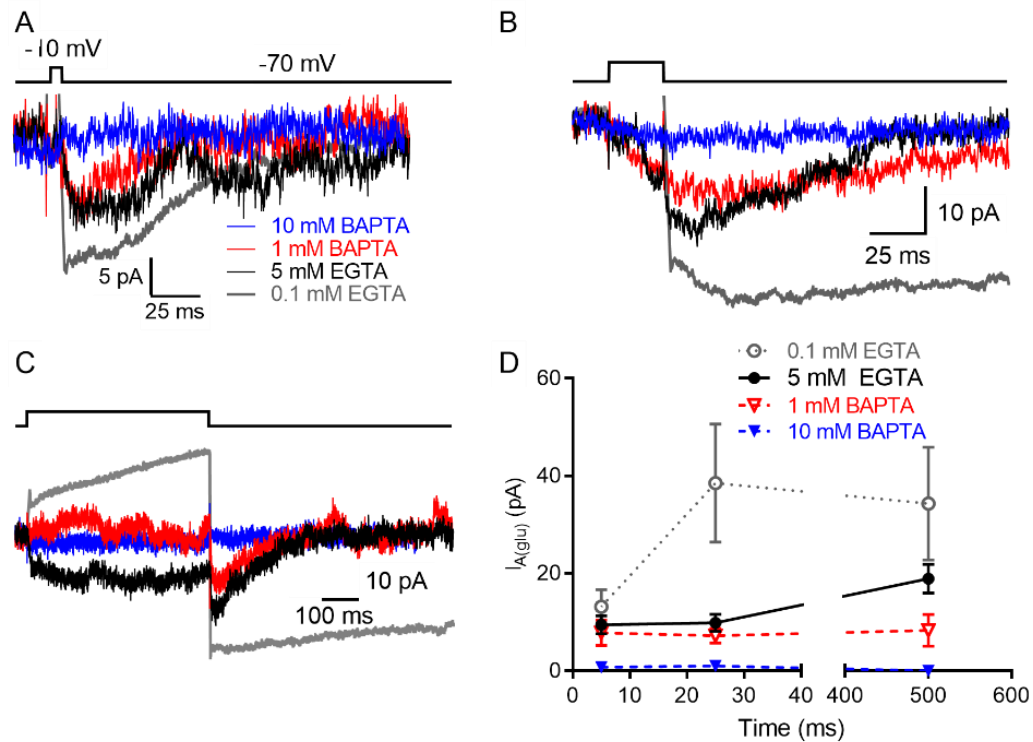 A
-10 mV
-70 mV
10 mM BAPTA
1 mM BAPTA
5 mM EGTA
0.1 mM EGTA
5 pA
25 ms
B
10 pA
25 ms
C
10 pA
100 ms
D
0.1 mM EGTA
5 mM EGTA
1 mM BAPTA
10 mM BAPTA
60
40
20
0
I_A(glu) (pA)
0 10 20 30 40 400 500 600
Time (ms)